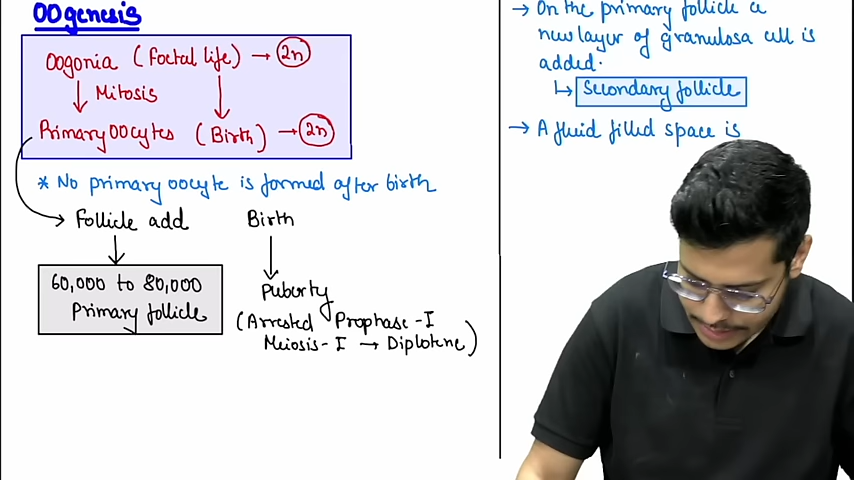 OOgenesis
Oogonia (Foetal life) → 2n
Mitosis
Primary Oocytes (Birth) → 2n
* No primary oocyte is formed after birth
Follicle add
60,000 to 80,000
Primary follicle
Birth
Puberty
(Arrested Prophase-I
Meiosis-I → Diplotene)
→ On the primary follicle a
new layer of granulosa cell is
added.
↳ Secondary follicle
→ A fluid filled space is